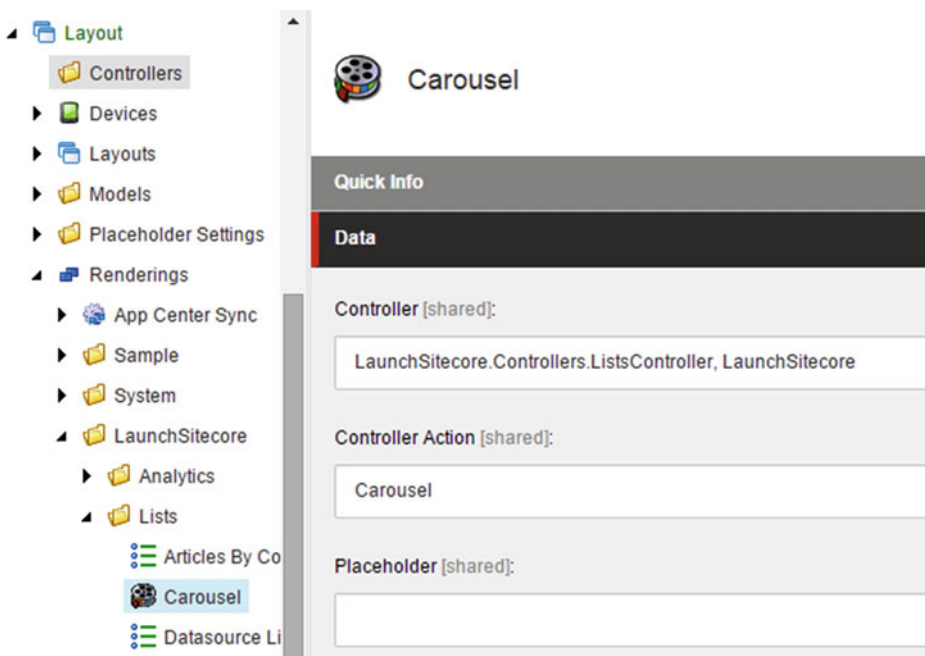 Layout
Controllers
Devices
Layouts
Models
Placeholder Settings
Renderings
App Center Sync
Sample
System
LaunchSitecore
Analytics
Lists
Articles By Co
Carousel
Datasource Li
Carousel
Quick Info
Data
Controller [shared]:
LaunchSitecore.Controllers.ListsController, LaunchSitecore
Controller Action [shared]:
Carousel
Placeholder [shared]: